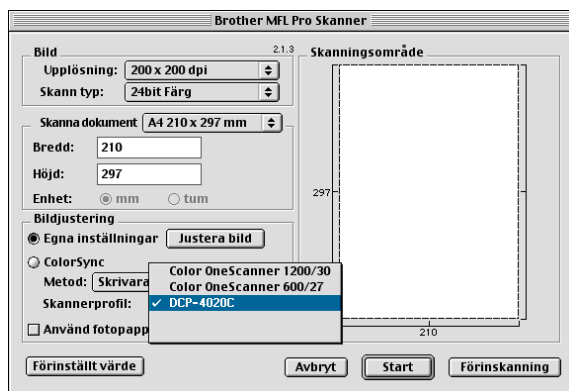 Brother MFL Pro Skanner
Bild
2.1.3
Upplösning: 200 x 200 dpi
Skann typ: 24bit Färg
Skanna dokument A4 210 x 297 mm
Bredd: 210
Höjd: 297
Enhet: mm tum
Bildjustering
Egna inställningar Justera bild
ColorSync
Metod: Skrivara
Skannerprofil:
Använd fotopapp
Color OneScanner 1200/30
Color OneScanner 600/27
✓ DCP-4020C
Skanningsområde
297
210
Förinställt värde Avbryt Start Förinskanning